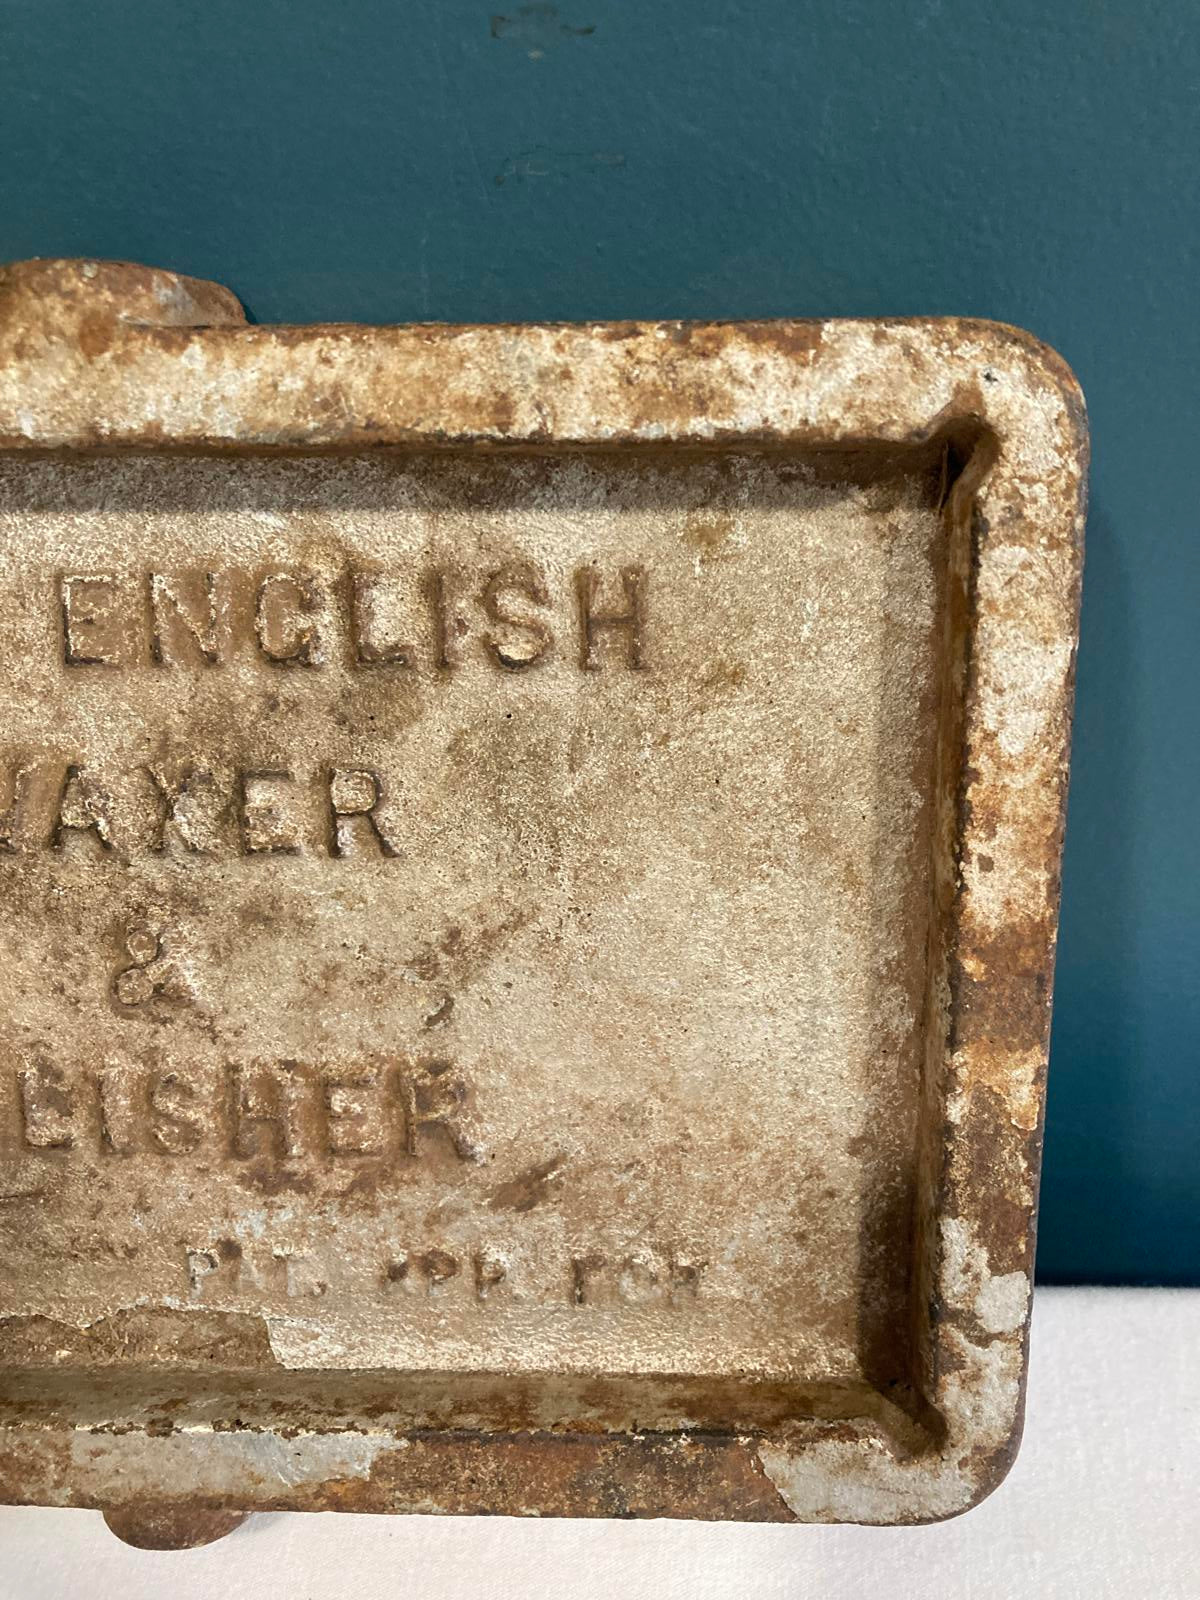 ENGLISH
WAXER
&
LISHER
PAT. APP. FOR